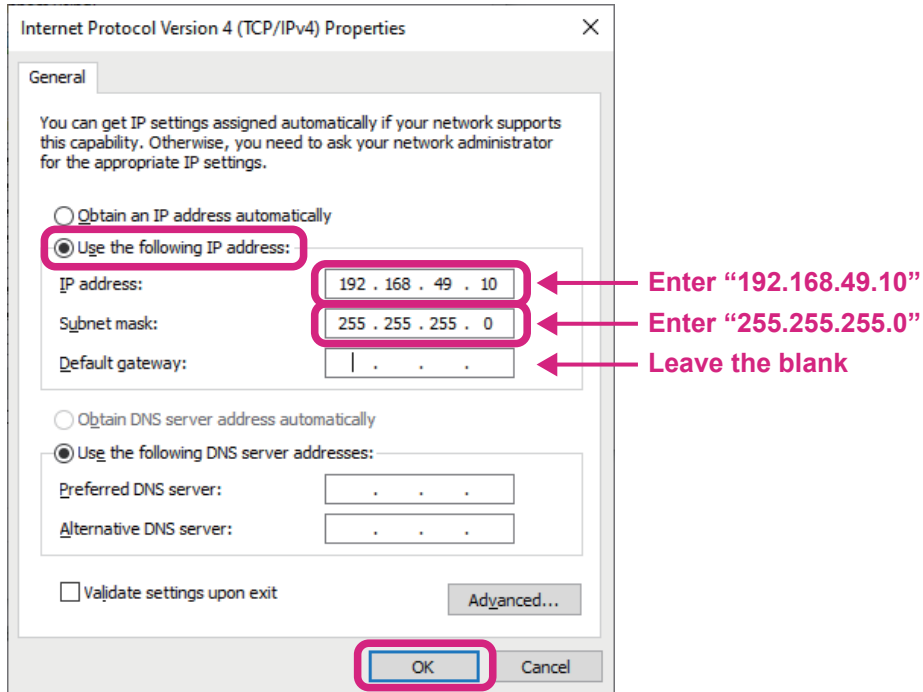 Internet Protocol Version 4 (TCP/IPv4) Properties
General
You can get IP settings assigned automatically if your network supports
this capability. Otherwise, you need to ask your network administrator
for the appropriate IP settings.
Obtain an IP address automatically
Use the following IP address:
IP address: 192 . 168 . 49 . 10 Enter “192.168.49.10”
Subnet mask: 255 . 255 . 255 . 0 Enter “255.255.255.0”
Default gateway: . . . Leave the blank
Obtain DNS server address automatically
Use the following DNS server addresses:
Preferred DNS server: . . .
Alternative DNS server: . . .
Validate settings upon exit
Advanced...
OK Cancel